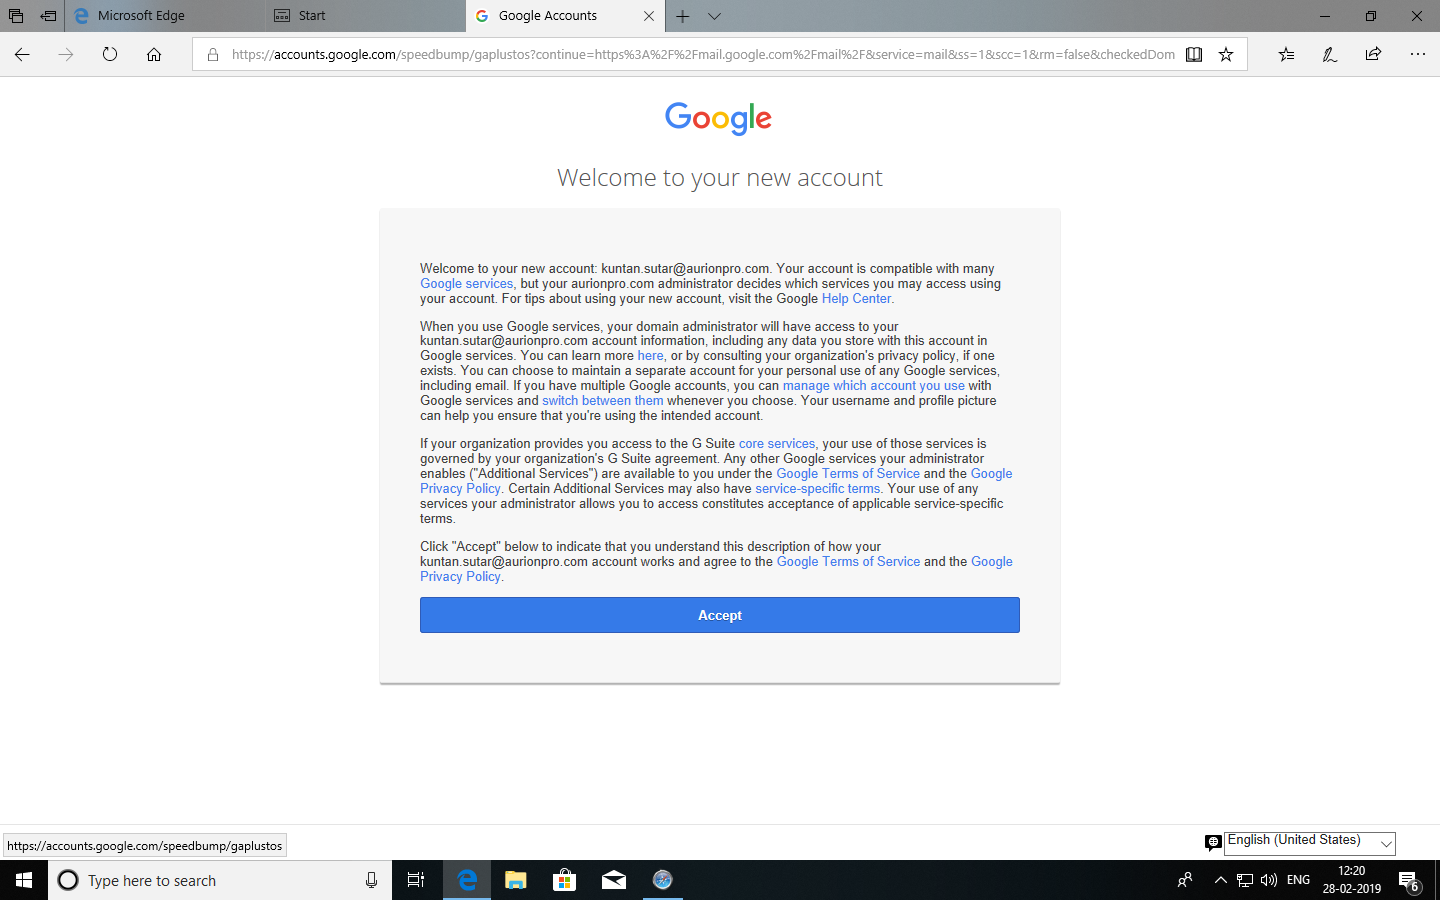 Microsoft Edge
Start
Google Accounts
https://accounts.google.com/speedbump/gaplustos?continue=https%3A%2F%2Fmail.google.com%2Fmail%2F&service=mail&ss=1&scc=1&rm=false&checkedDom
Google
Welcome to your new account
Welcome to your new account: kuntan.sutar@aurionpro.com. Your account is compatible with many
Google services, but your aurionpro.com administrator decides which services you may access using
your account. For tips about using your new account, visit the Google Help Center.
When you use Google services, your domain administrator will have access to your
kuntan.sutar@aurionpro.com account information, including any data you store with this account in
Google services. You can learn more here, or by consulting your organization's privacy policy, if one
exists. You can choose to maintain a separate account for your personal use of any Google services,
including email. If you have multiple Google accounts, you can manage which account you use with
Google services and switch between them whenever you choose. Your username and profile picture
can help you ensure that you're using the intended account.
If your organization provides you access to the G Suite core services, your use of those services is
governed by your organization's G Suite agreement. Any other Google services your administrator
enables ("Additional Services") are available to you under the Google Terms of Service and the Google
Privacy Policy. Certain Additional Services may also have service-specific terms. Your use of any
services your administrator allows you to access constitutes acceptance of applicable service-specific
terms.
Click "Accept" below to indicate that you understand this description of how your
kuntan.sutar@aurionpro.com account works and agree to the Google Terms of Service and the Google
Privacy Policy.
Accept
https://accounts.google.com/speedbump/gaplustos
English (United States)
Type here to search
ENG
12:20
28-02-2019
6